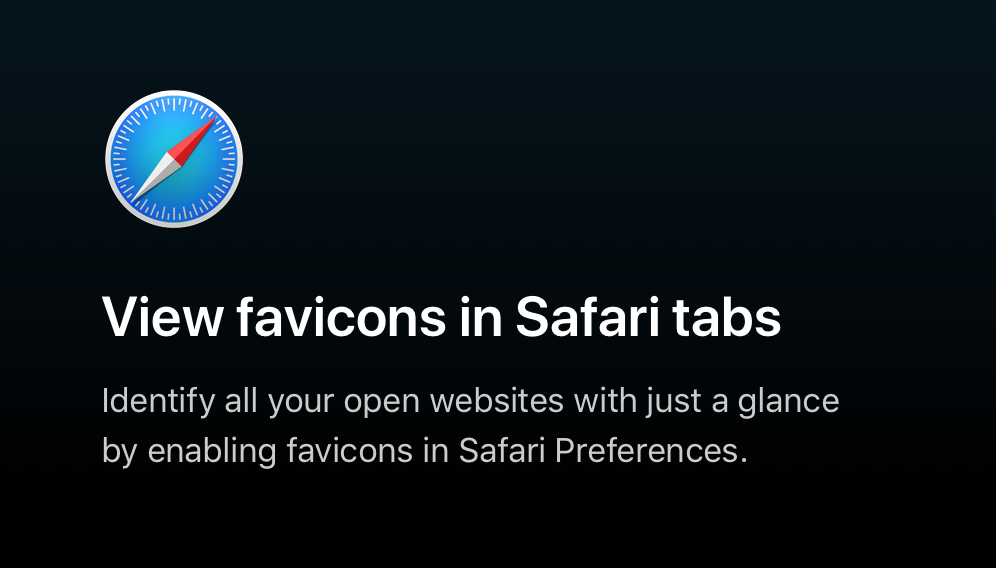 View favicons in Safari tabs
Identify all your open websites with just a glance
by enabling favicons in Safari Preferences.